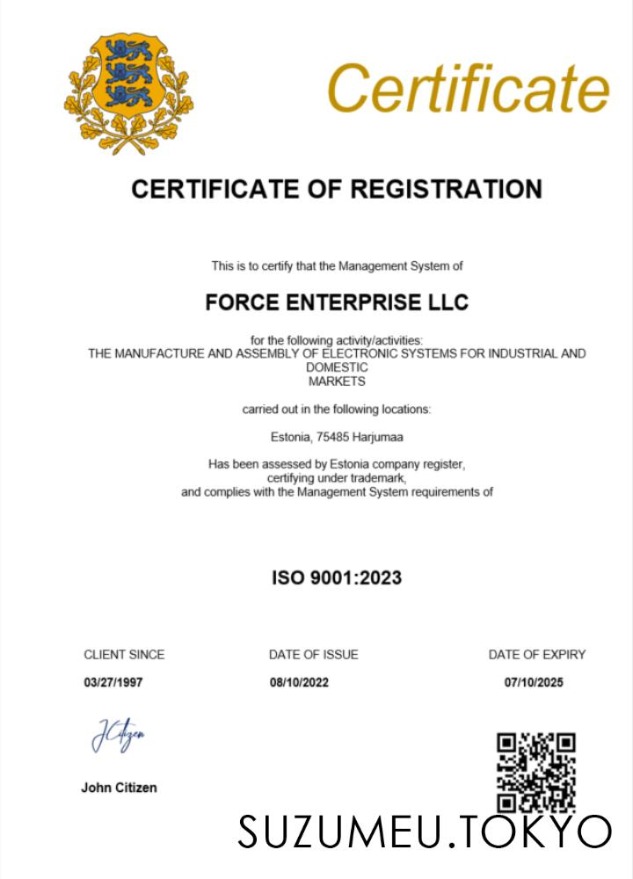 Certificate
CERTIFICATE OF REGISTRATION
This is to certify that the Management System of
FORCE ENTERPRISE LLC
for the following activity/activities:
THE MANUFACTURE AND ASSEMBLY OF ELECTRONIC SYSTEMS FOR INDUSTRIAL AND
DOMESTIC
MARKETS
carried out in the following locations:
Estonia, 75485 Harjumaa
Has been assessed by Estonia company register,
certifying under trademark,
and complies with the Management System requirements of
ISO 9001:2023
CLIENT SINCE DATE OF ISSUE DATE OF EXPIRY
03/27/1997 08/10/2022 07/10/2025
JCitizen
John Citizen
SUZUMEU.TOKYO